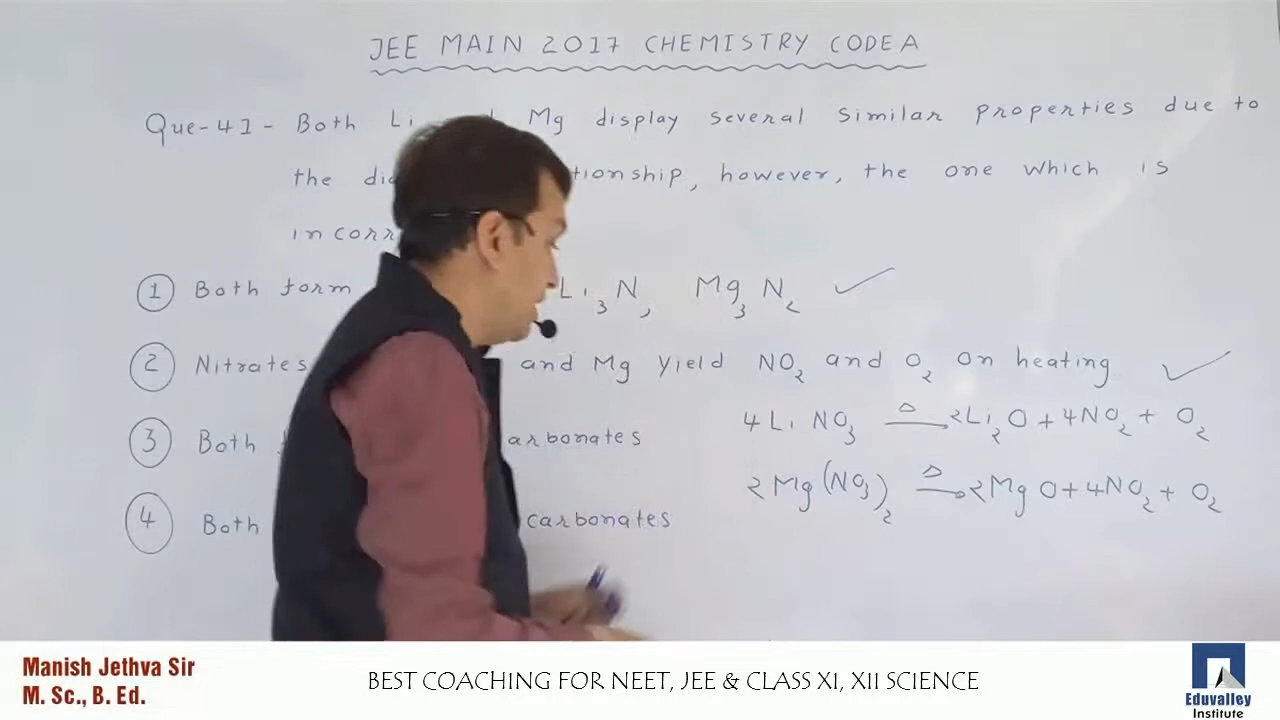 JEE MAIN 2017 CHEMISTRY CODE A
Que-41- Both Li Mg display several similar properties due to
the tionship, however, the one which is
① Both form Li₃N, Mg₃N₂ ✓
② Nitrates and Mg yield NO₂ and O₂ on heating ✓
4LiNO₃ —Δ→ 2Li₂O + 4NO₂ + O₂
③ Both arbonates
2Mg(NO₃)₂ —Δ→ 2MgO + 4NO₂ + O₂
④ Both carbonates
Manish Jethva Sir
M. Sc., B. Ed.
BEST COACHING FOR NEET, JEE & CLASS XI, XII SCIENCE
Eduvalley
Institute